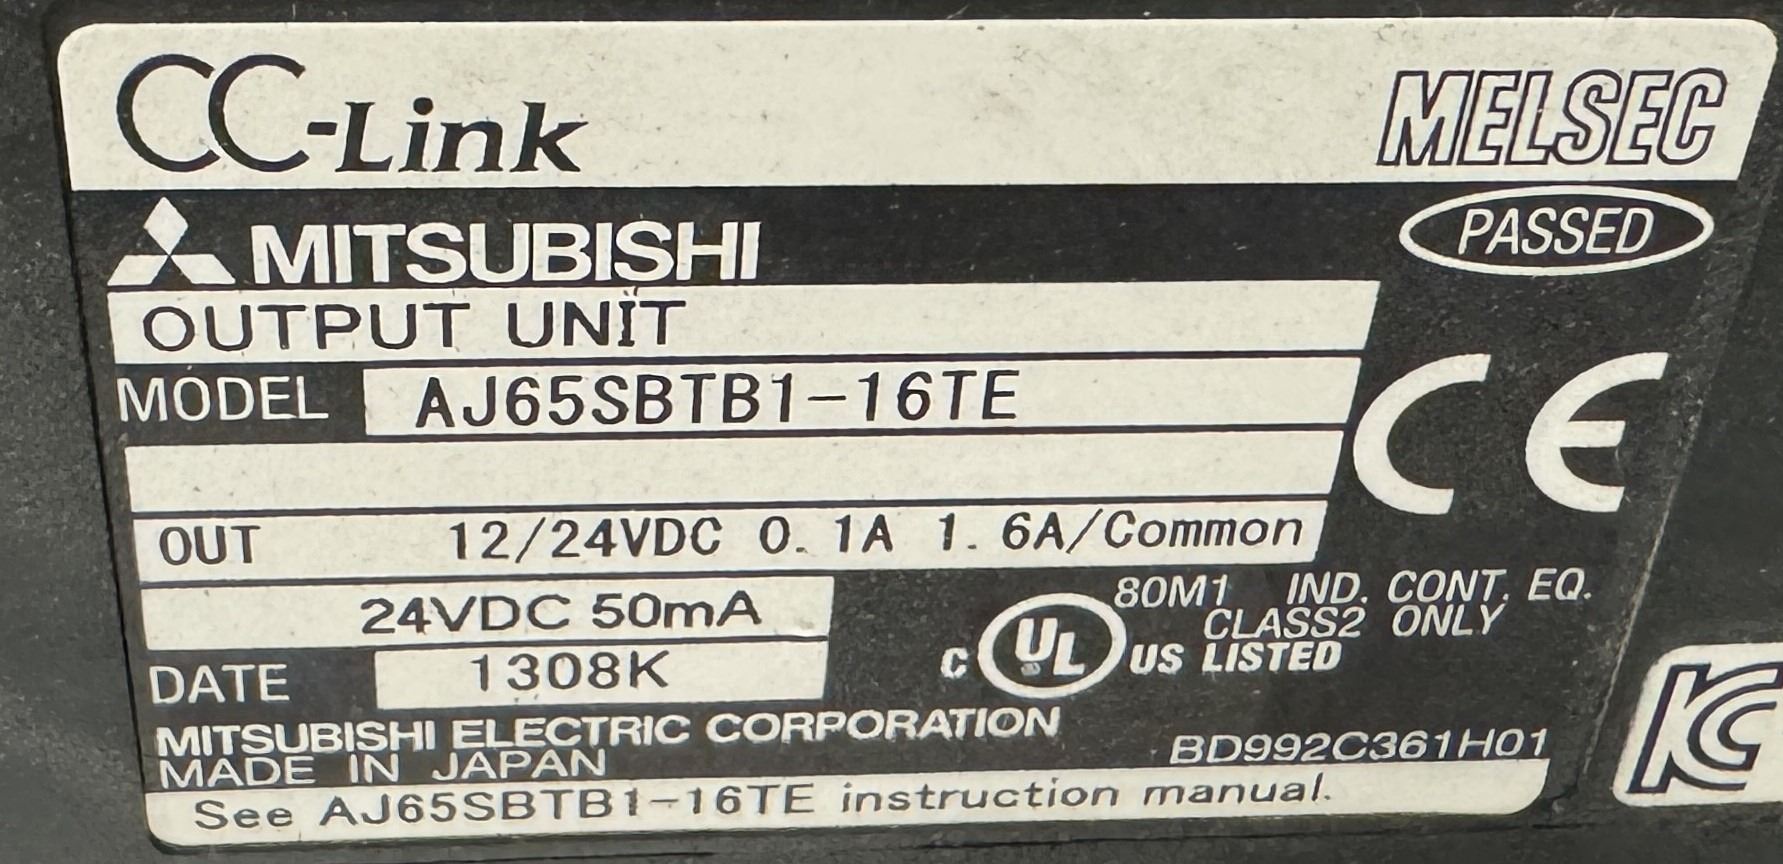 CC-Link MELSEC
MITSUBISHI PASSED
OUTPUT UNIT
MODEL AJ65SBTB1-16TE
CE
OUT 12/24VDC 0.1A 1.6A/Common
24VDC 50mA
80M1 IND. CONT. EQ.
CLASS2 ONLY
C UL US LISTED
DATE 1308K
MITSUBISHI ELECTRIC CORPORATION
MADE IN JAPAN
BD992C361H01
KC
See AJ65SBTB1-16TE instruction manual.